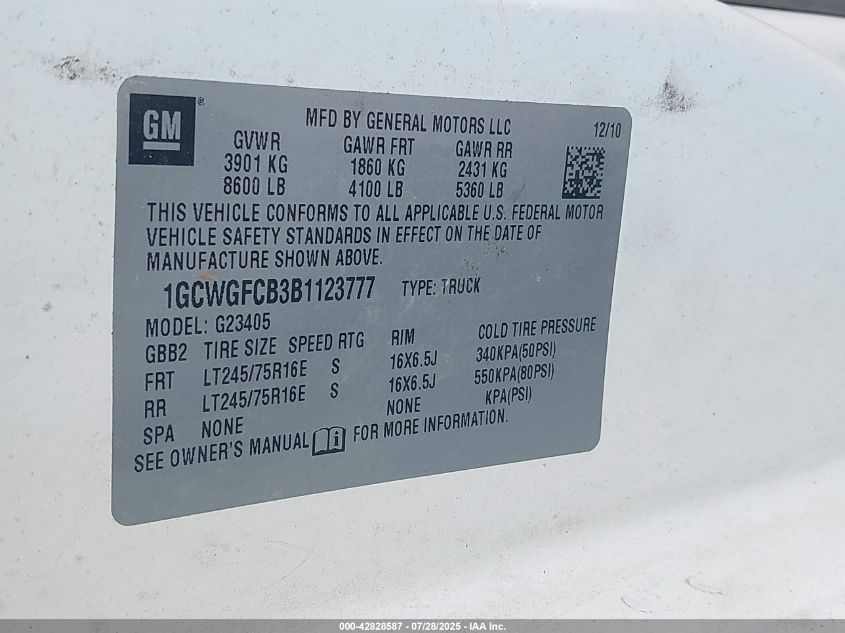 GM®
MFD BY GENERAL MOTORS LLC 12/10
GVWR GAWR FRT GAWR RR
3901 KG 1860 KG 2431 KG
8600 LB 4100 LB 5360 LB
THIS VEHICLE CONFORMS TO ALL APPLICABLE U.S. FEDERAL MOTOR
VEHICLE SAFETY STANDARDS IN EFFECT ON THE DATE OF
MANUFACTURE SHOWN ABOVE.
1GCWGFCB3B1123777 TYPE: TRUCK
MODEL: G23405
GBB2 TIRE SIZE SPEED RTG RIM COLD TIRE PRESSURE
FRT LT245/75R16E S 16X6.5J 340KPA(50PSI)
RR LT245/75R16E S 16X6.5J 550KPA(80PSI)
SPA NONE NONE KPA(PSI)
SEE OWNER'S MANUAL i FOR MORE INFORMATION.
000-42828587 - 07/28/2025 - IAA Inc.